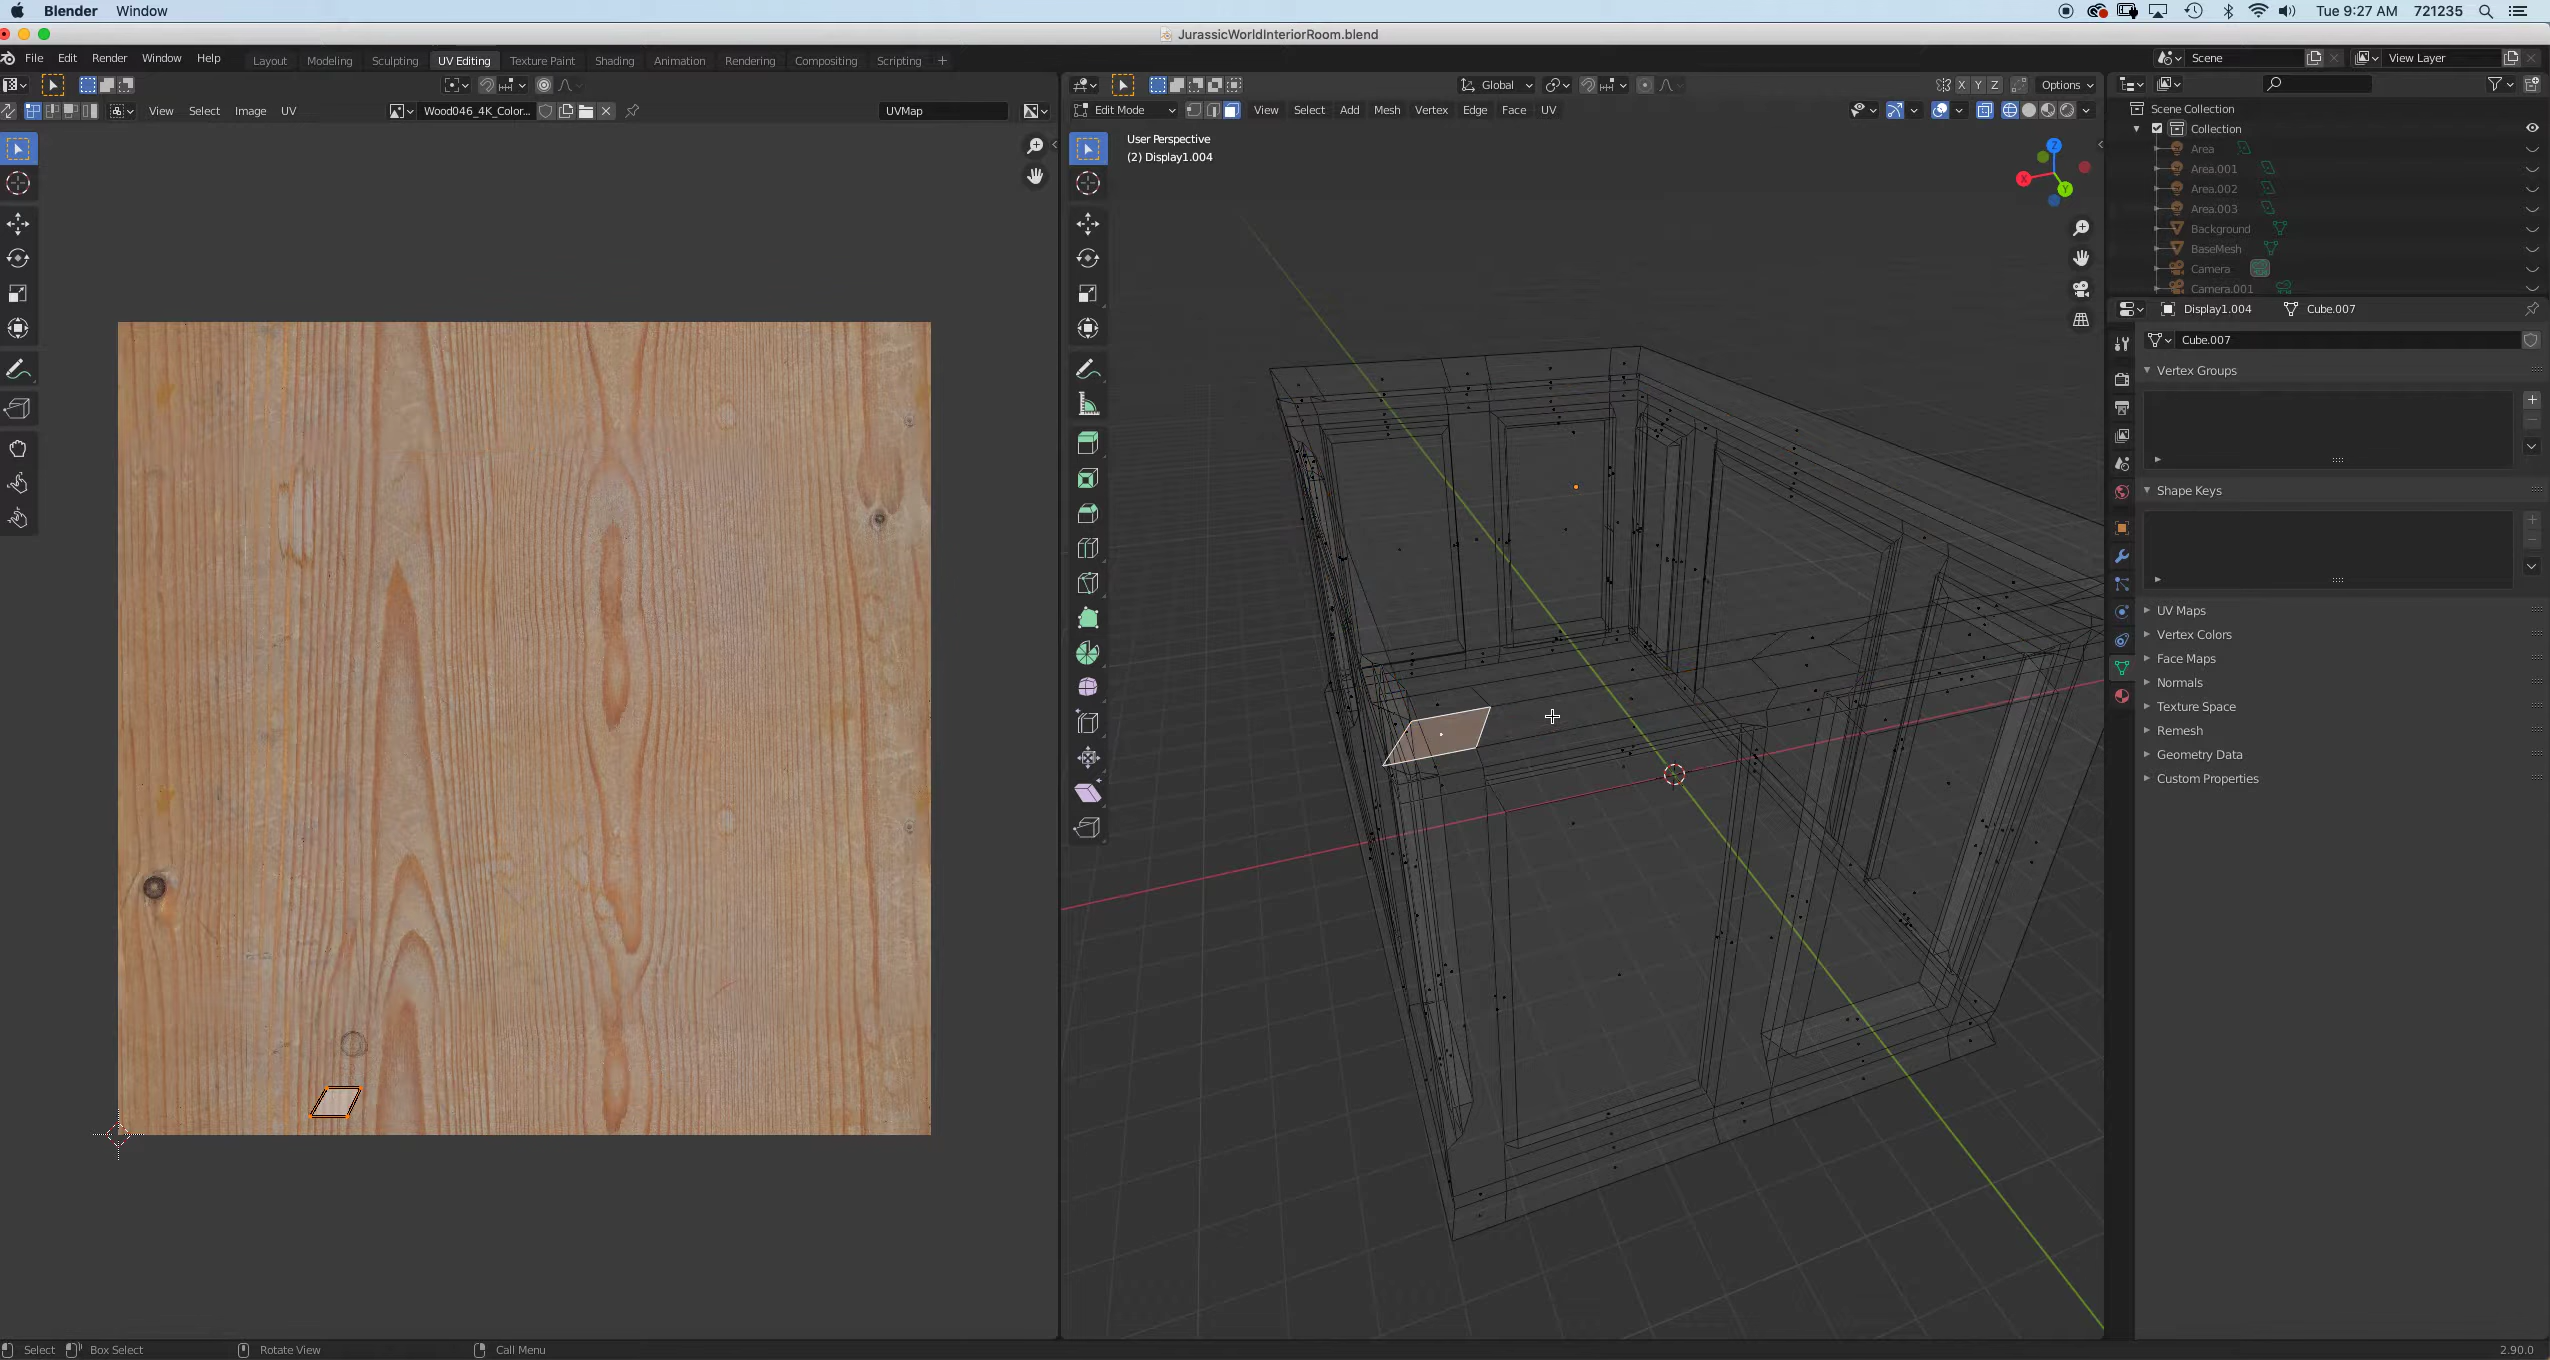 Blender Window
Tue 9:27 AM 721235
JurassicWorldInteriorRoom.blend
File Edit Render Window Help Layout Modeling Sculpting UV Editing Texture Paint Shading Animation Rendering Compositing Scripting +
Scene View Layer
Global X Y Z Options
View Select Image UV Wood046_4K_Color... UVMap
Edit Mode View Select Add Mesh Vertex Edge Face UV
User Perspective
(2) Display1.004
Z
X
Y
Scene Collection
Collection
Area
Area.001
Area.002
Area.003
Background
BaseMesh
Camera
Camera.001
Display1.004 Cube.007
Cube.007
Vertex Groups
Shape Keys
UV Maps
Vertex Colors
Face Maps
Normals
Texture Space
Remesh
Geometry Data
Custom Properties
Select Box Select Rotate View Call Menu 2.90.0